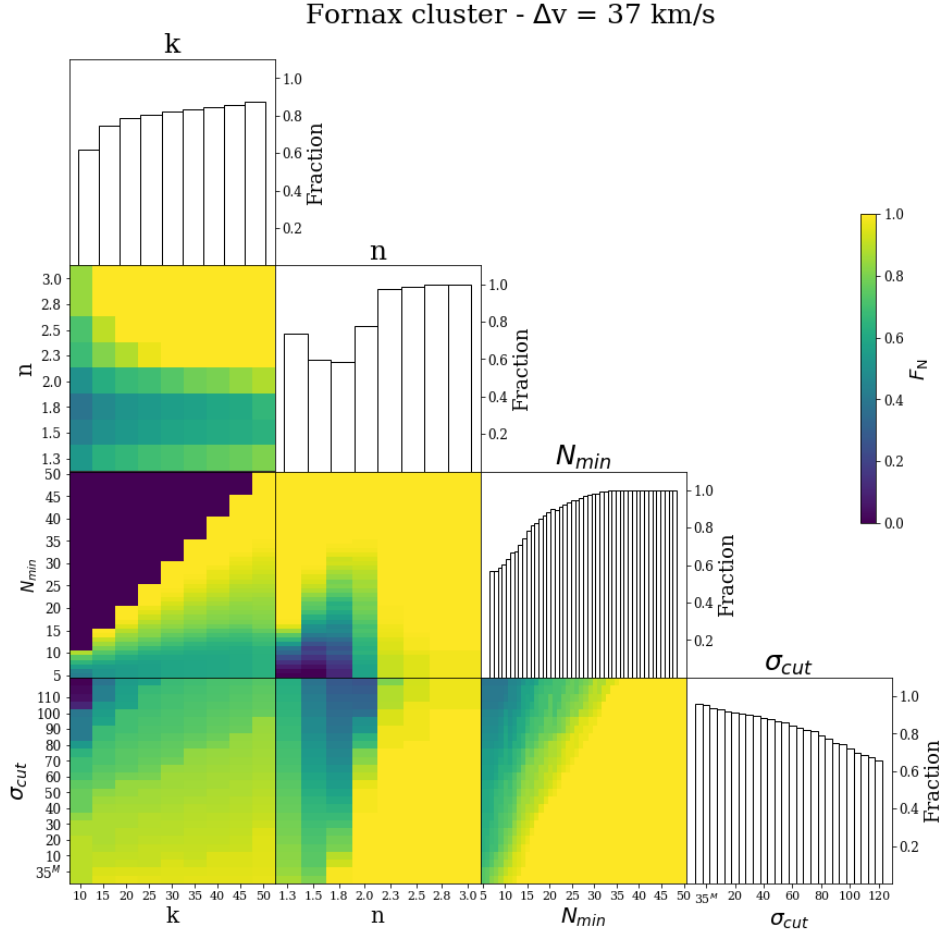 Fornax cluster - Δv = 37 km/s
k
1.0
0.8
0.6
0.4
0.2
Fraction
n
3.0
2.8
2.5
2.3
2.0
1.8
1.5
1.3
n
1.0
0.8
0.6
0.4
0.2
Fraction
1.0
0.8
0.6
0.4
0.2
0.0
F_N
N_min
50
45
40
35
30
25
20
15
10
5
N_min
1.0
0.8
0.6
0.4
0.2
Fraction
σ_cut
110
100
90
80
70
60
50
40
30
20
10
35^M
σ_cut
1.0
0.8
0.6
0.4
0.2
Fraction
10 15 20 25 30 35 40 45 50
k
1.3 1.5 1.8 2.0 2.3 2.5 2.8 3.0
n
5 10 15 20 25 30 35 40 45 50
N_min
35^M 20 40 60 80 100 120
σ_cut